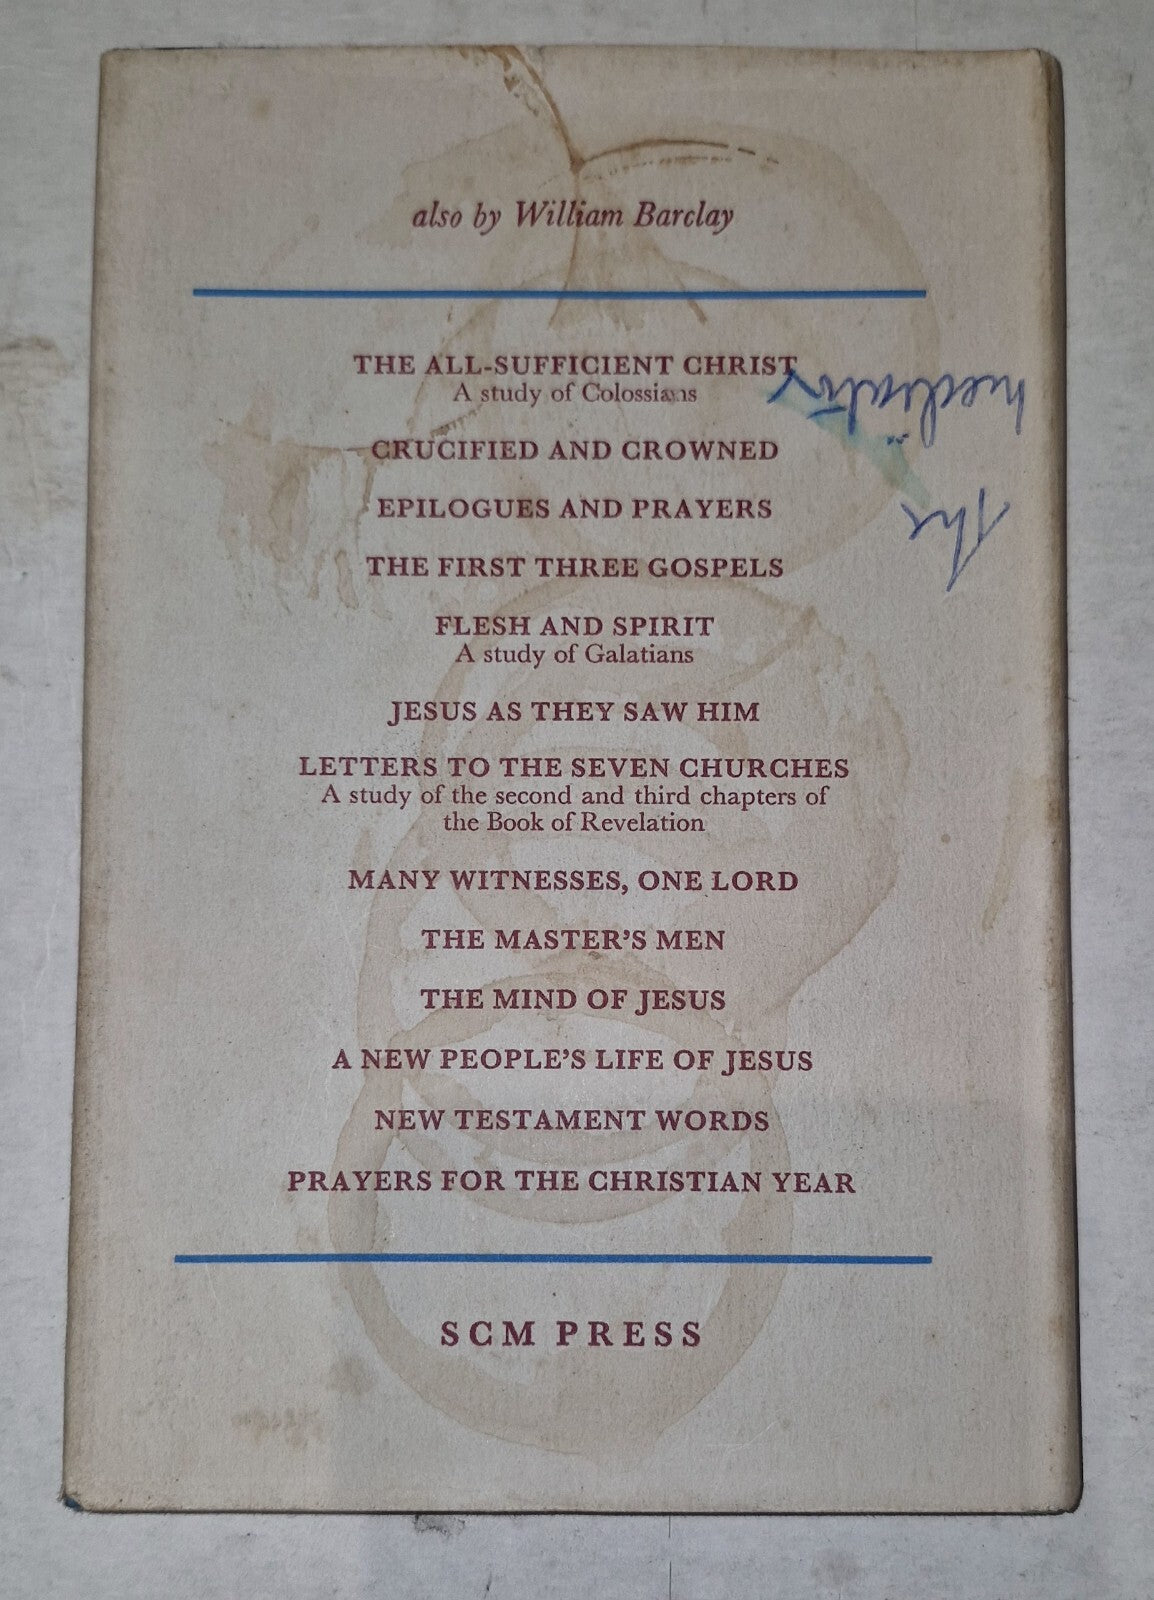 also by William Barclay
THE ALL-SUFFICIENT CHRIST
A study of Colossians
CRUCIFIED AND CROWNED
EPILOGUES AND PRAYERS
THE FIRST THREE GOSPELS
FLESH AND SPIRIT
A study of Galatians
JESUS AS THEY SAW HIM
LETTERS TO THE SEVEN CHURCHES
A study of the second and third chapters of
the Book of Revelation
MANY WITNESSES, ONE LORD
THE MASTER'S MEN
THE MIND OF JESUS
A NEW PEOPLE'S LIFE OF JESUS
NEW TESTAMENT WORDS
PRAYERS FOR THE CHRISTIAN YEAR
SCM PRESS
The